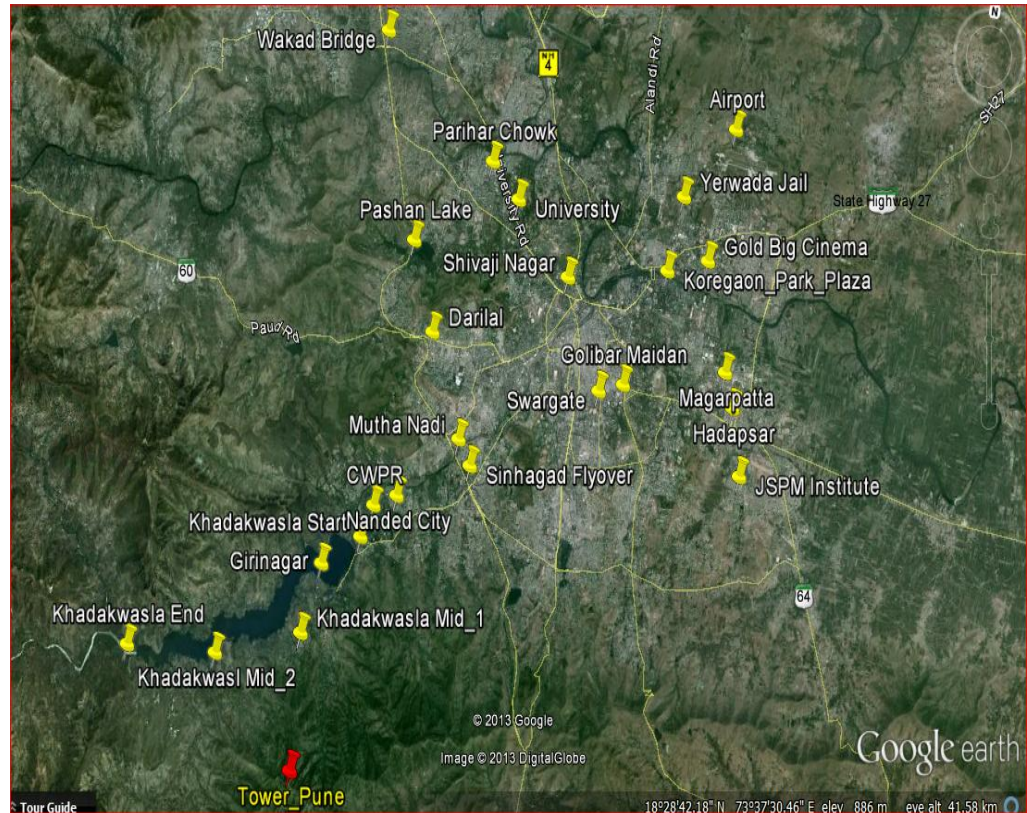 N
Wakad Bridge
NH
4
Alandi Rd
SH27
Airport
Parihar Chowk
University Rd
Yerwada Jail
University
State Highway 27
Pashan Lake
Gold Big Cinema
Shivaji Nagar
Koregaon_Park_Plaza
60
Paud Rd
Darilal
Golibar Maidan
Swargate
Magarpatta
Mutha Nadi
Hadapsar
CWPR
Sinhagad Flyover
JSPM Institute
Khadakwasla Start
Nanded City
Girinagar
64
Khadakwasla End
Khadakwasla Mid_1
Khadakwasl Mid_2
© 2013 Google
Image © 2013 DigitalGlobe
Google earth
Tower_Pune
Tour Guide
18°28'42.18" N 73°37'30.46" E elev 886 m eye alt 41.58 km